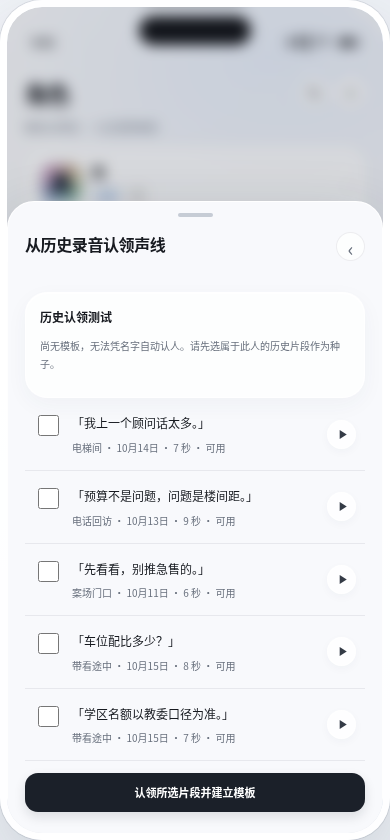 从历史录音认领声线
历史认领测试
尚无模板，无法凭名字自动认人。请先选属于此人的历史片段作为种
子。
「我上一个顾问话太多。」
电梯间 · 10月14日 · 7 秒 · 可用
「预算不是问题，问题是楼间距。」
电话回访 · 10月13日 · 9 秒 · 可用
「先看看，别推急售的。」
案场门口 · 10月11日 · 6 秒 · 可用
「车位配比多少？」
带看途中 · 10月15日 · 8 秒 · 可用
「学区名额以教委口径为准。」
带看途中 · 10月15日 · 7 秒 · 可用
认领所选片段并建立模板